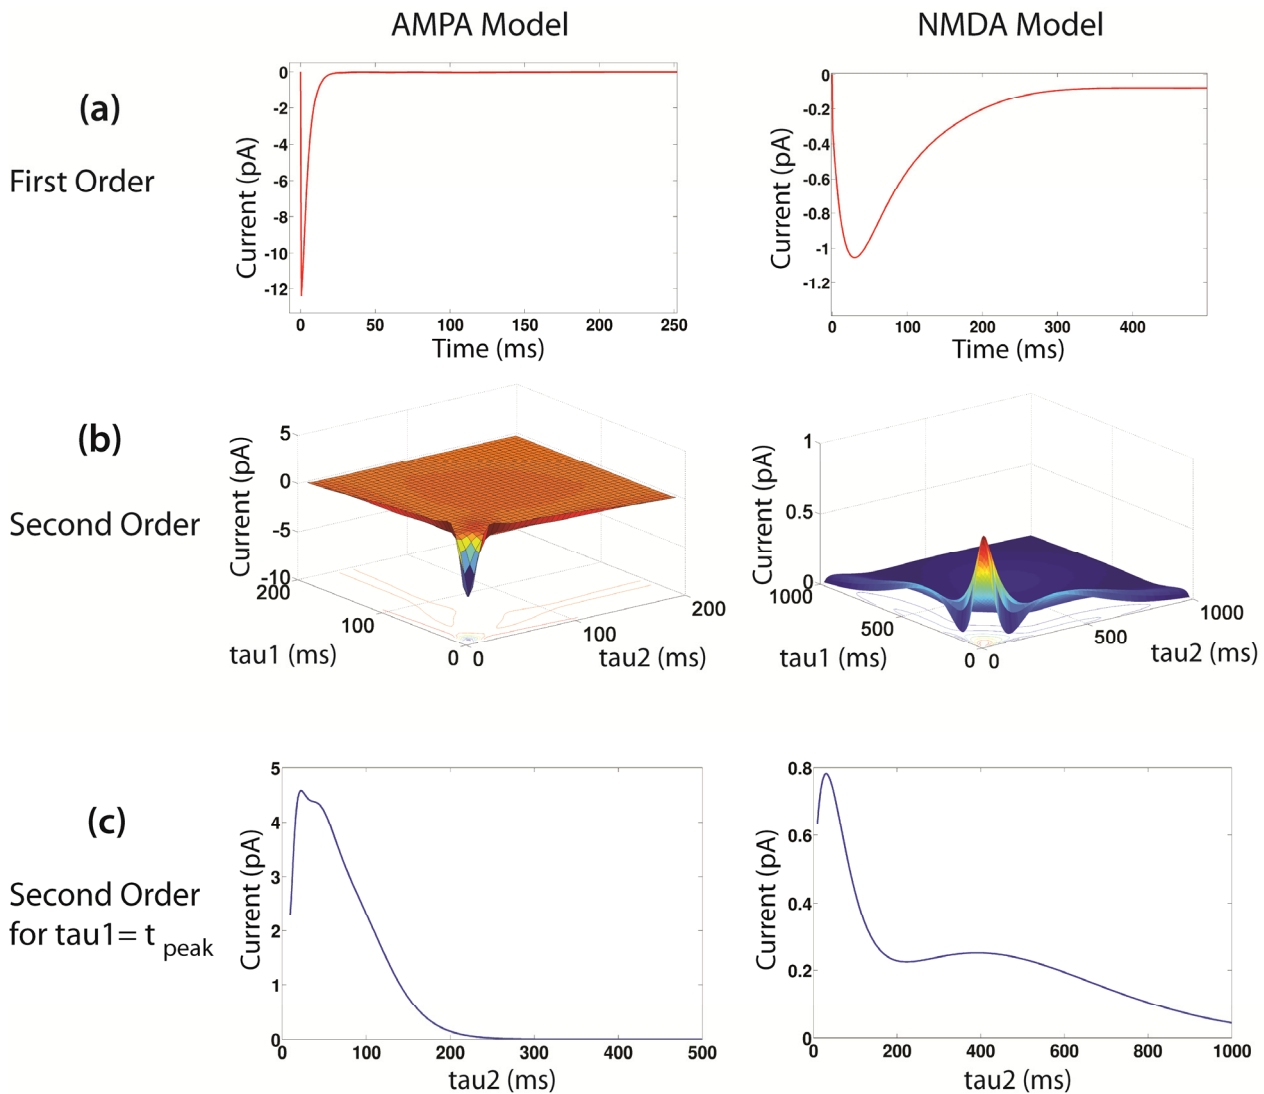 AMPA Model
NMDA Model
(a)
First Order
Current (pA)
0
-2
-4
-6
-8
-10
-12
0
50
100
150
200
250
Time (ms)
Current (pA)
0
-0.2
-0.4
-0.6
-0.8
-1
-1.2
0
100
200
300
400
Time (ms)
(b)
Second Order
Current (pA)
5
0
-5
-10
200
100
0
0
100
200
tau1 (ms)
tau2 (ms)
Current (pA)
1
0.5
0
1000
500
0
0
500
1000
tau1 (ms)
tau2 (ms)
(c)
Second Order
for tau1= t peak
Current (pA)
5
4
3
2
1
0
0
100
200
300
400
500
tau2 (ms)
Current (pA)
0.8
0.6
0.4
0.2
0
0
200
400
600
800
1000
tau2 (ms)